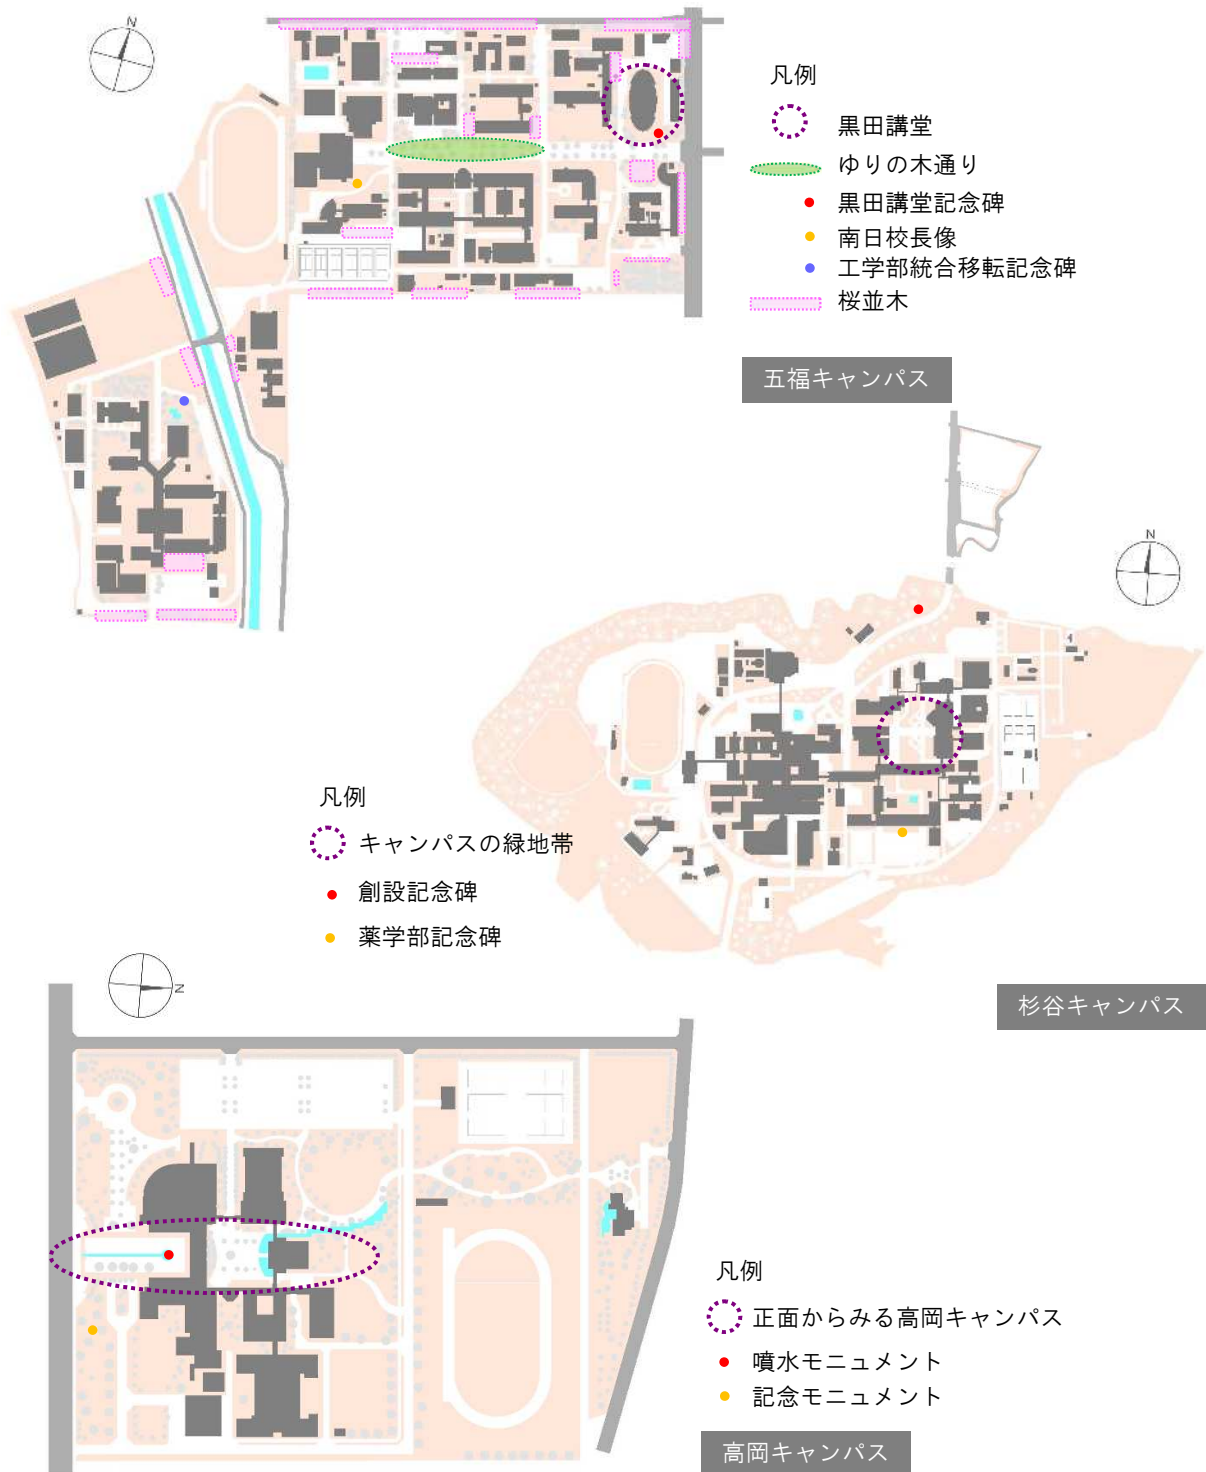 N
凡例
黒田講堂
ゆりの木通り
黒田講堂記念碑
南日校長像
工学部統合移転記念碑
桜並木
五福キャンパス
N
凡例
キャンパスの緑地帯
創設記念碑
薬学部記念碑
杉谷キャンパス
N
凡例
正面からみる高岡キャンパス
噴水モニュメント
記念モニュメント
高岡キャンパス